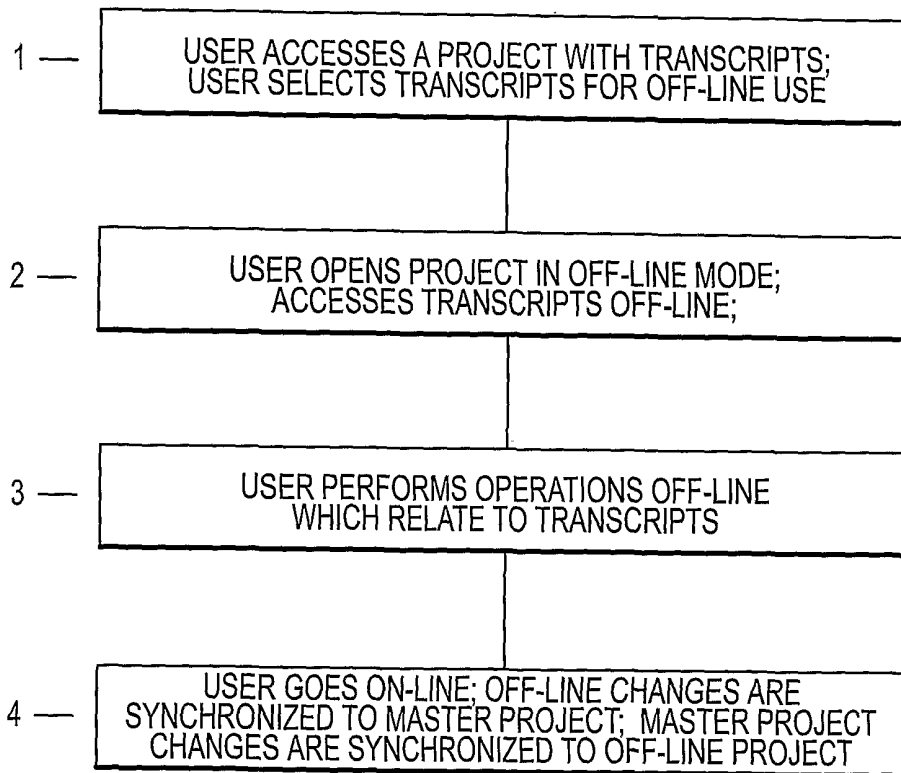 1 — USER ACCESSES A PROJECT WITH TRANSCRIPTS;
USER SELECTS TRANSCRIPTS FOR OFF-LINE USE
2 — USER OPENS PROJECT IN OFF-LINE MODE;
ACCESSES TRANSCRIPTS OFF-LINE;
3 — USER PERFORMS OPERATIONS OFF-LINE
WHICH RELATE TO TRANSCRIPTS
USER GOES ON-LINE; OFF-LINE CHANGES ARE
4 — SYNCHRONIZED TO MASTER PROJECT; MASTER PROJECT
CHANGES ARE SYNCHRONIZED TO OFF-LINE PROJECT